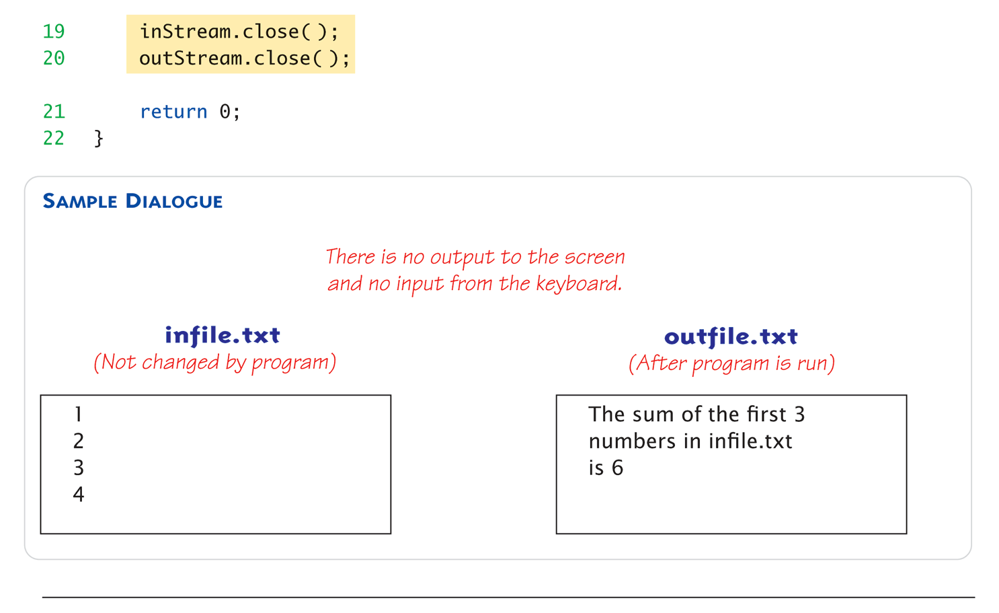 19 inStream.close( );
20 outStream.close( );
21 return 0;
22 }
SAMPLE DIALOGUE
There is no output to the screen
and no input from the keyboard.
infile.txt
(Not changed by program)
1
2
3
4
outfile.txt
(After program is run)
The sum of the first 3
numbers in infile.txt
is 6